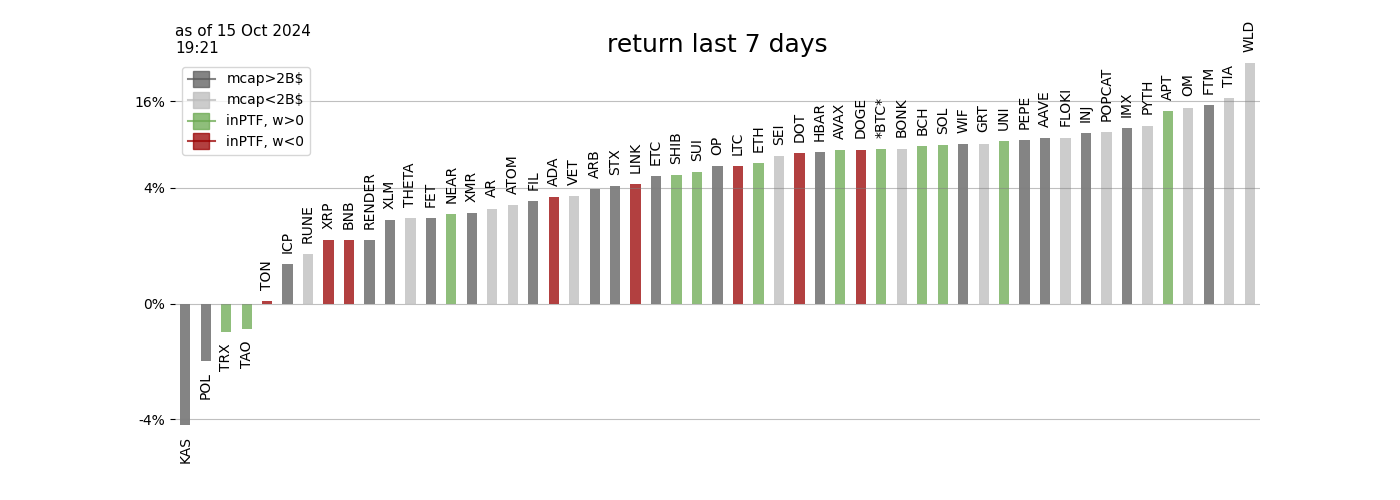 as of 15 Oct 2024
19:21
return last 7 days
mcap>2B$
mcap<2B$
inPTF, w>0
inPTF, w<0
16%
4%
0%
-4%
KAS
POL
TRX
TAO
TON
ICP
RUNE
XRP
BNB
RENDER
XLM
THETA
FET
NEAR
XMR
AR
ATOM
FIL
ADA
VET
ARB
STX
LINK
ETC
SHIB
SUI
OP
LTC
ETH
SEI
DOT
HBAR
AVAX
DOGE
*BTC*
BONK
BCH
SOL
WIF
GRT
UNI
PEPE
AAVE
FLOKI
INJ
POPCAT
IMX
PYTH
APT
OM
FTM
TIA
WLD